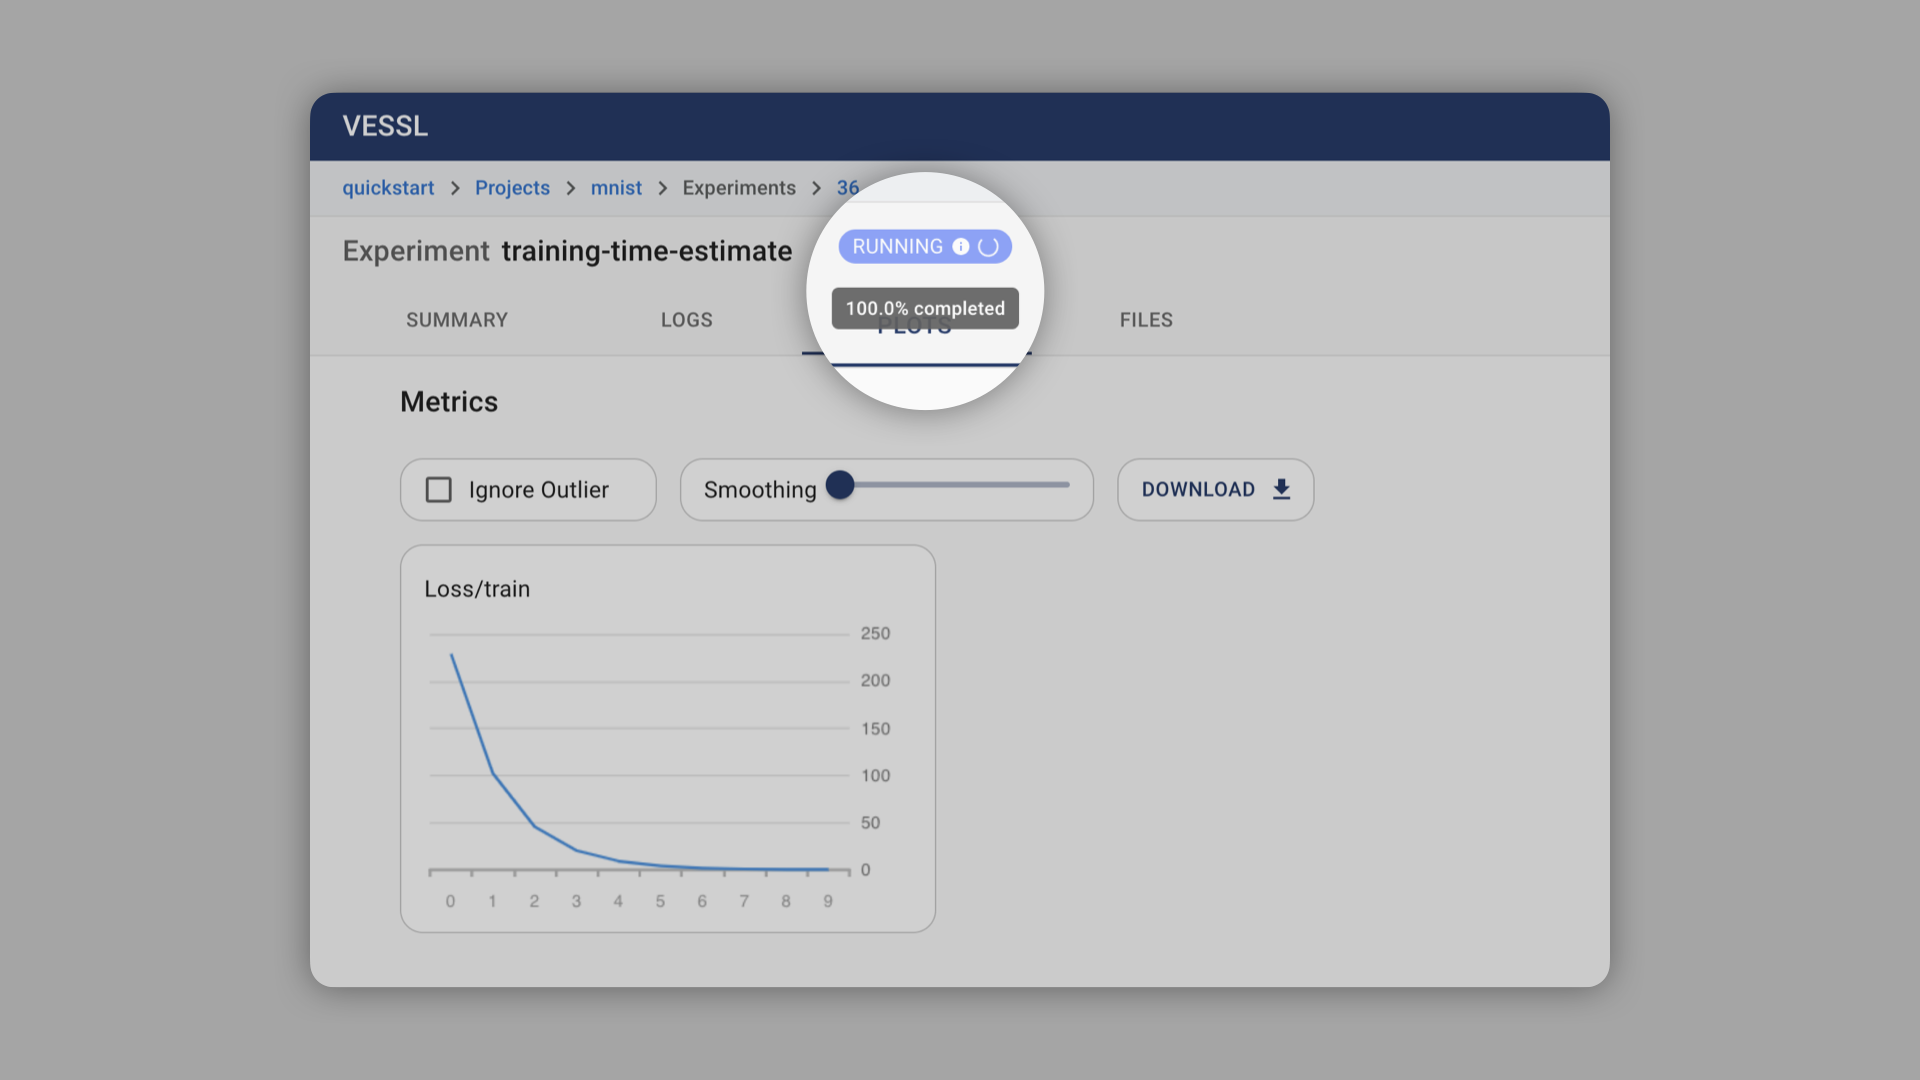 VESSL
quickstart > Projects > mnist > Experiments > 36
Experiment training-time-estimate
RUNNING
100.0% completed
SUMMARY LOGS PLOTS FILES
Metrics
Ignore Outlier
Smoothing
DOWNLOAD
Loss/train
250
200
150
100
50
0
0 1 2 3 4 5 6 7 8 9